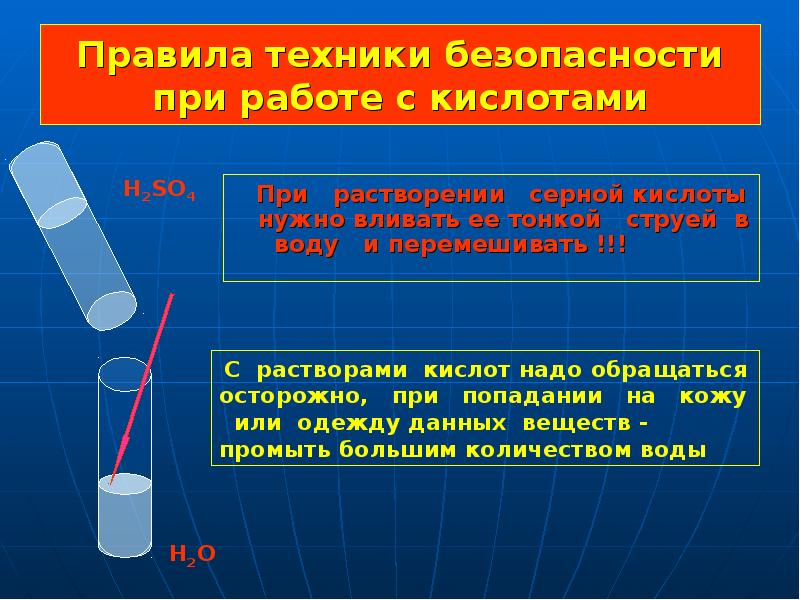 Правила техники безопасности
при работе с кислотами
H₂SO₄
При растворении серной кислоты
нужно вливать ее тонкой струей в
воду и перемешивать !!!
С растворами кислот надо обращаться
осторожно, при попадании на кожу
или одежду данных веществ -
промыть большим количеством воды
H₂O